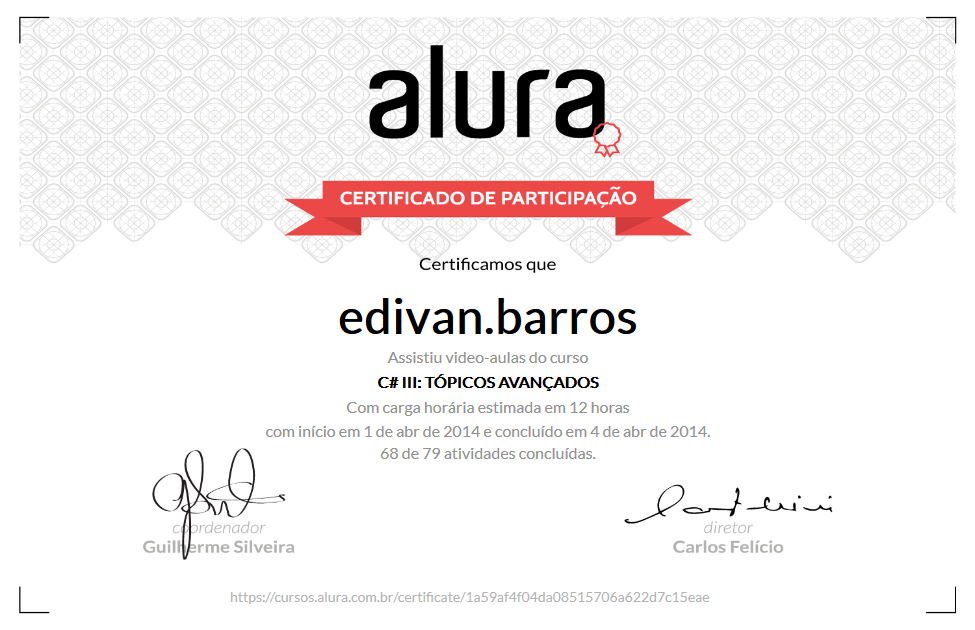 alura
CERTIFICADO DE PARTICIPAÇÃO
Certificamos que
edivan.barros
Assistiu video-aulas do curso
C# III: TÓPICOS AVANÇADOS
Com carga horária estimada em 12 horas
com início em 1 de abr de 2014 e concluído em 4 de abr de 2014.
68 de 79 atividades concluídas.
coordenador
Guilherme Silveira
diretor
Carlos Felício
https://cursos.alura.com.br/certificate/1a59af4f04da08515706a622d7c15eae